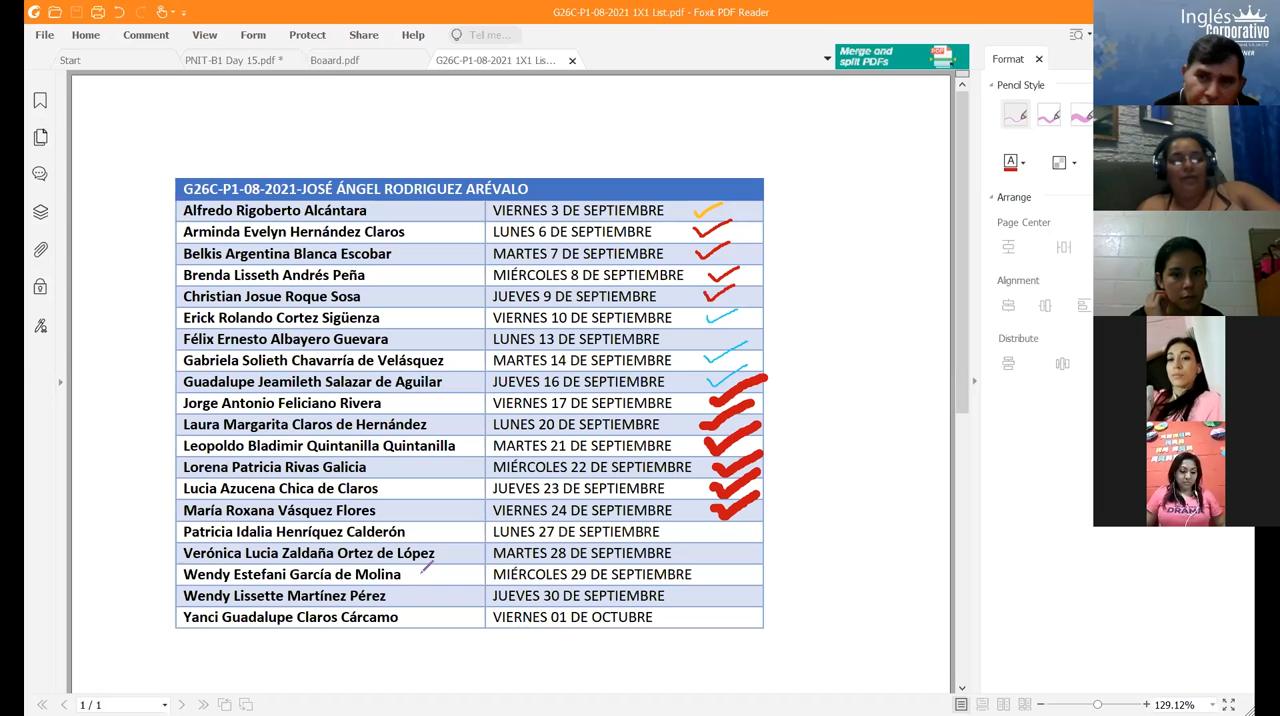 G26C-P1-08-2021 1X1 List.pdf - Foxit PDF Reader
File Home Comment View Form Protect Share Help Tell me...
Start PNIT-B1 Day 15.pdf * Boaard.pdf G26C-P1-08-2021 1X1 Lis...
Merge and
split PDFs
Format
Pencil Style
Arrange
Page Center
Alignment
Distribute
Inglés
Corporativo
G26C-P1-08-2021-JOSÉ ÁNGEL RODRIGUEZ ARÉVALO
Alfredo Rigoberto Alcántara VIERNES 3 DE SEPTIEMBRE
Arminda Evelyn Hernández Claros LUNES 6 DE SEPTIEMBRE
Belkis Argentina Blanca Escobar MARTES 7 DE SEPTIEMBRE
Brenda Lisseth Andrés Peña MIÉRCOLES 8 DE SEPTIEMBRE
Christian Josue Roque Sosa JUEVES 9 DE SEPTIEMBRE
Erick Rolando Cortez Sigüenza VIERNES 10 DE SEPTIEMBRE
Félix Ernesto Albayero Guevara LUNES 13 DE SEPTIEMBRE
Gabriela Solieth Chavarría de Velásquez MARTES 14 DE SEPTIEMBRE
Guadalupe Jeamileth Salazar de Aguilar JUEVES 16 DE SEPTIEMBRE
Jorge Antonio Feliciano Rivera VIERNES 17 DE SEPTIEMBRE
Laura Margarita Claros de Hernández LUNES 20 DE SEPTIEMBRE
Leopoldo Bladimir Quintanilla Quintanilla MARTES 21 DE SEPTIEMBRE
Lorena Patricia Rivas Galicia MIÉRCOLES 22 DE SEPTIEMBRE
Lucia Azucena Chica de Claros JUEVES 23 DE SEPTIEMBRE
María Roxana Vásquez Flores VIERNES 24 DE SEPTIEMBRE
Patricia Idalia Henríquez Calderón LUNES 27 DE SEPTIEMBRE
Verónica Lucia Zaldaña Ortez de López MARTES 28 DE SEPTIEMBRE
Wendy Estefani García de Molina MIÉRCOLES 29 DE SEPTIEMBRE
Wendy Lissette Martínez Pérez JUEVES 30 DE SEPTIEMBRE
Yanci Guadalupe Claros Cárcamo VIERNES 01 DE OCTUBRE
1 / 1
129.12%